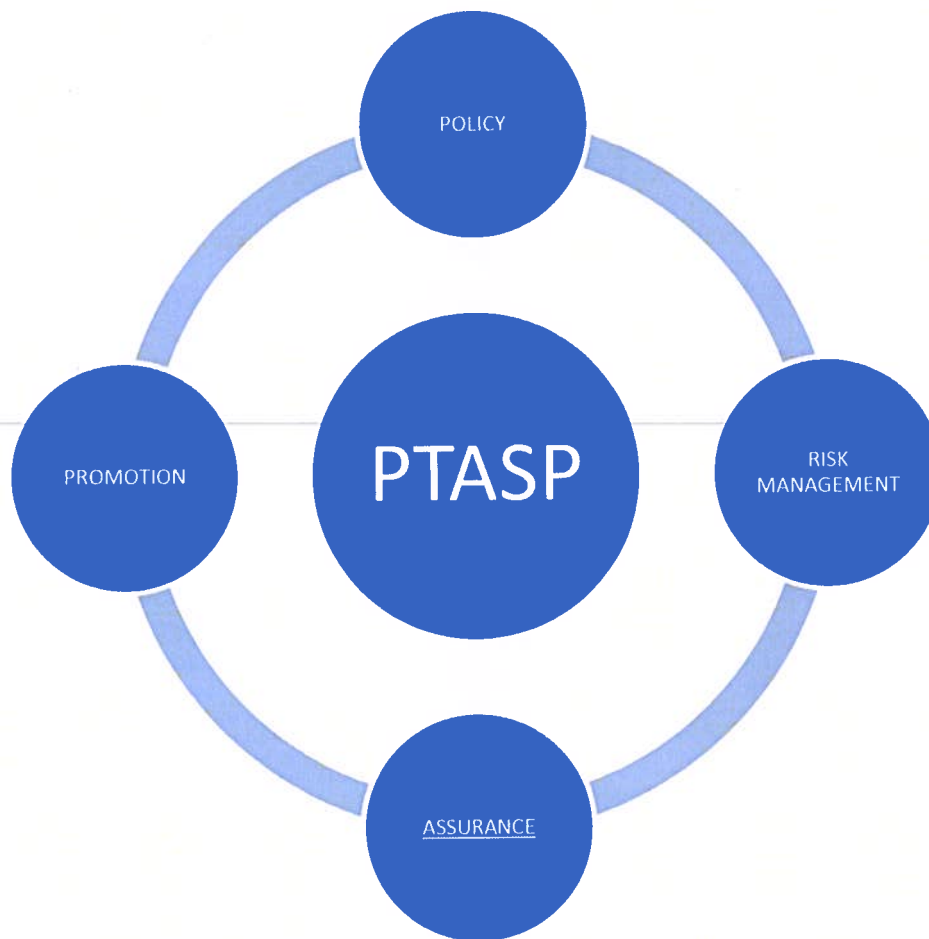 POLICY
PTASP
PROMOTION
RISK
MANAGEMENT
ASSURANCE